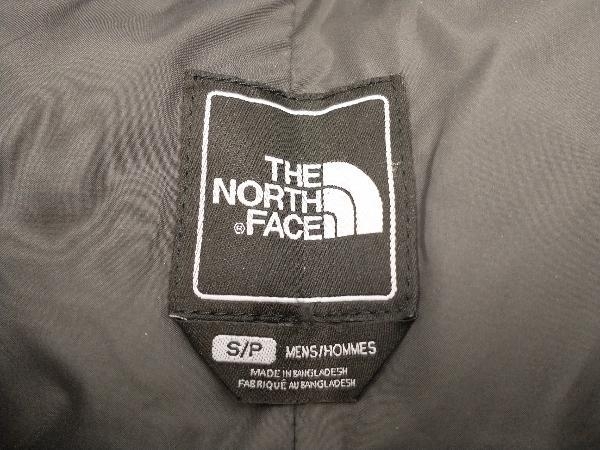 THE
NORTH
®FACE
S/P MENS/HOMMES
MADE IN BANGLADESH
FABRIQUÉ AU BANGLADESH